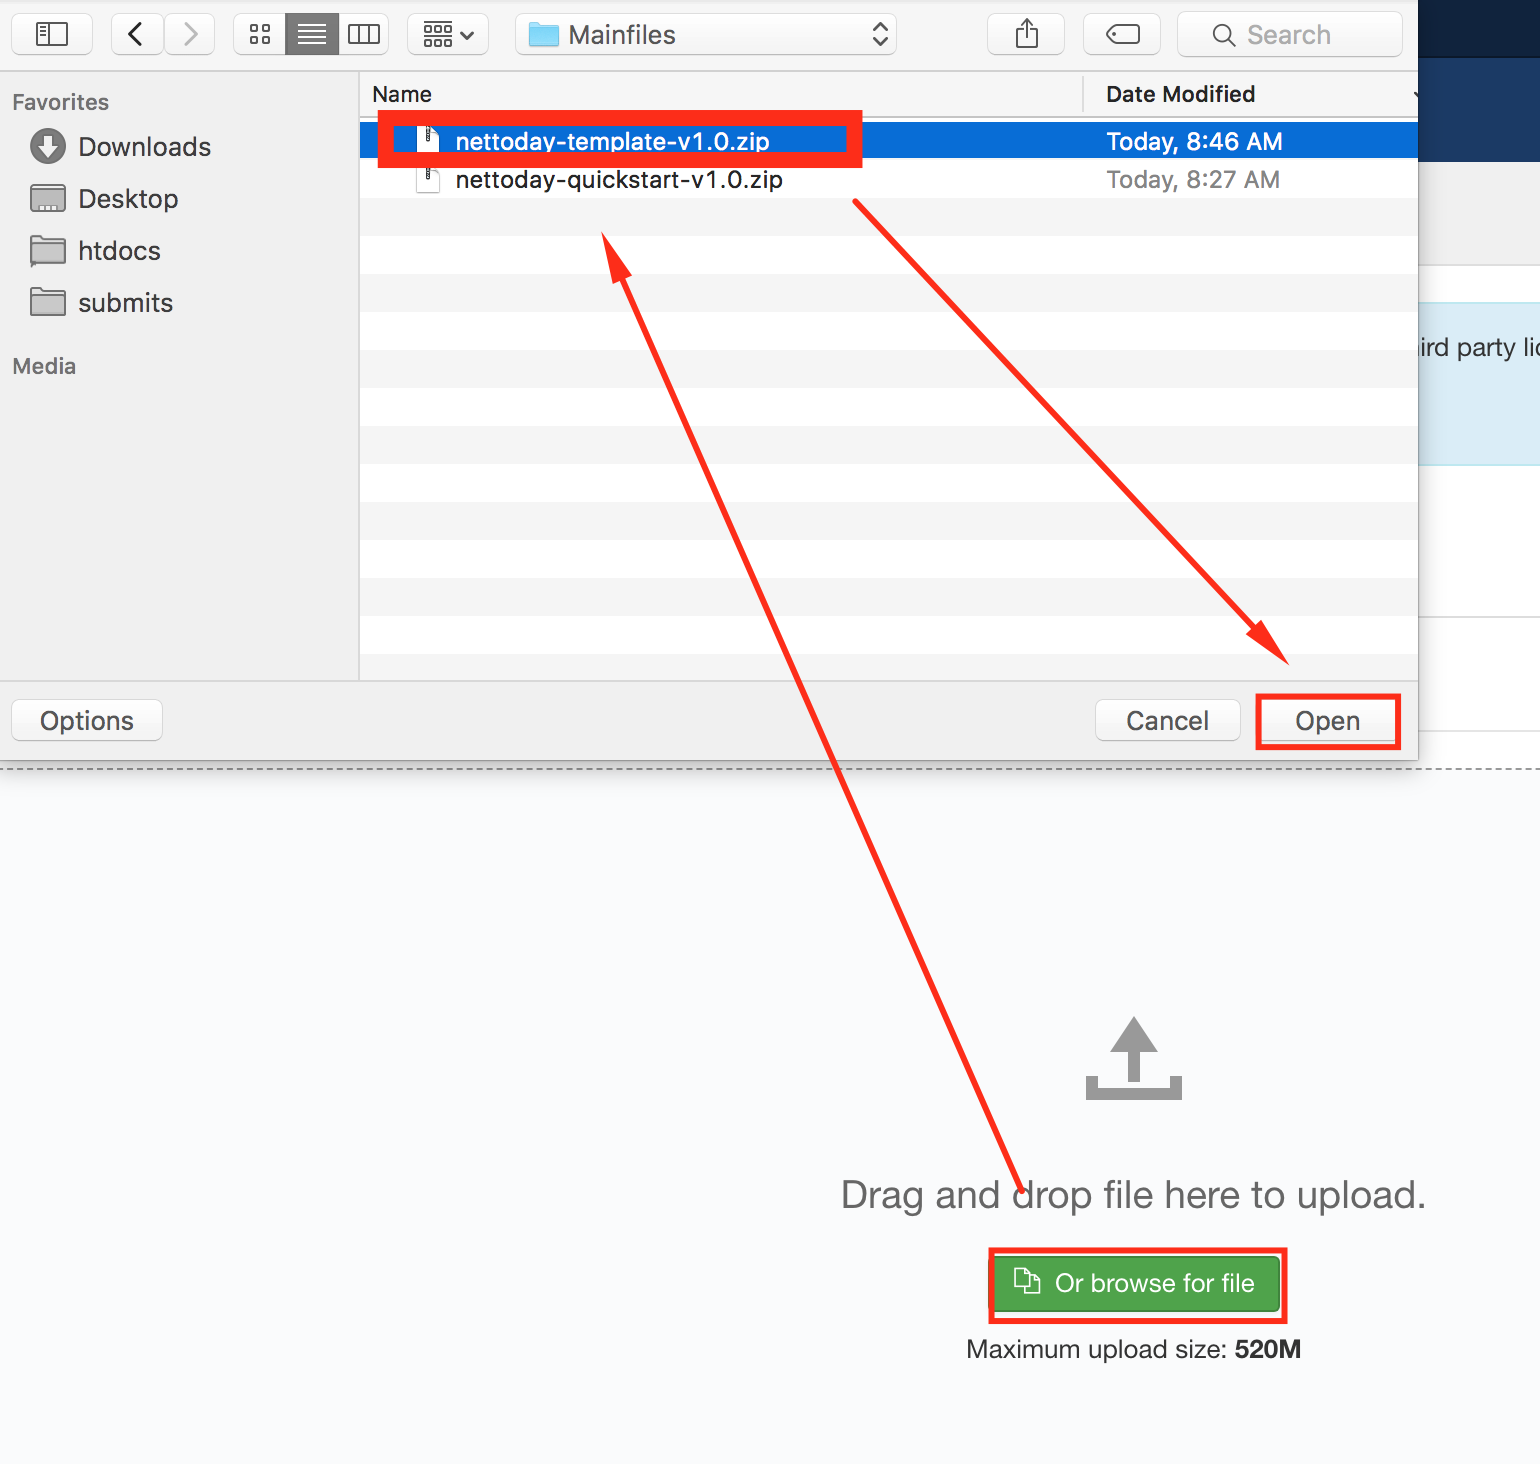 Mainfiles
Search
Favorites
Downloads
Desktop
htdocs
submits
Media
Name
Date Modified
nettoday-template-v1.0.zip
Today, 8:46 AM
nettoday-quickstart-v1.0.zip
Today, 8:27 AM
ird party
Options
Cancel
Open
Drag and drop file here to upload.
Or browse for file
Maximum upload size: 520M